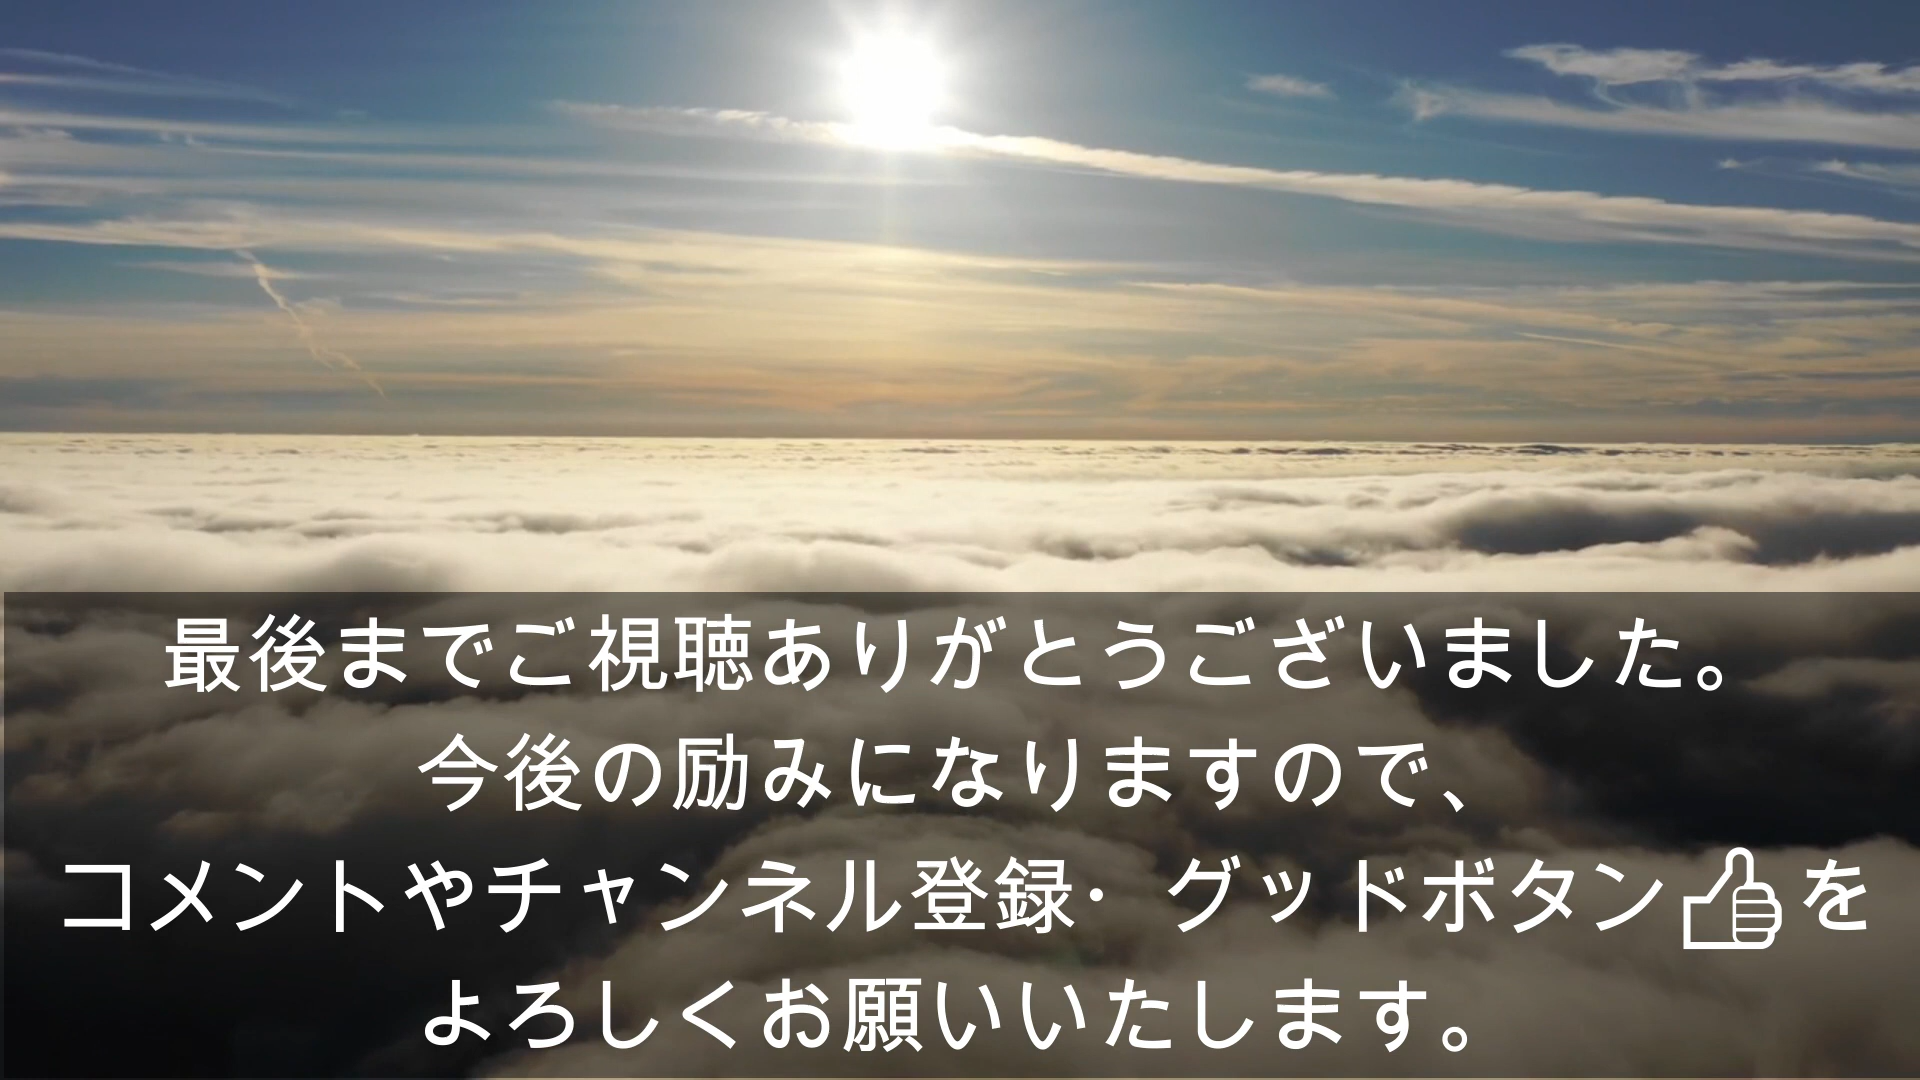 最後までご視聴ありがとうございました。
今後の励みになりますので、
コメントやチャンネル登録・グッドボタン👍を
よろしくお願いいたします。